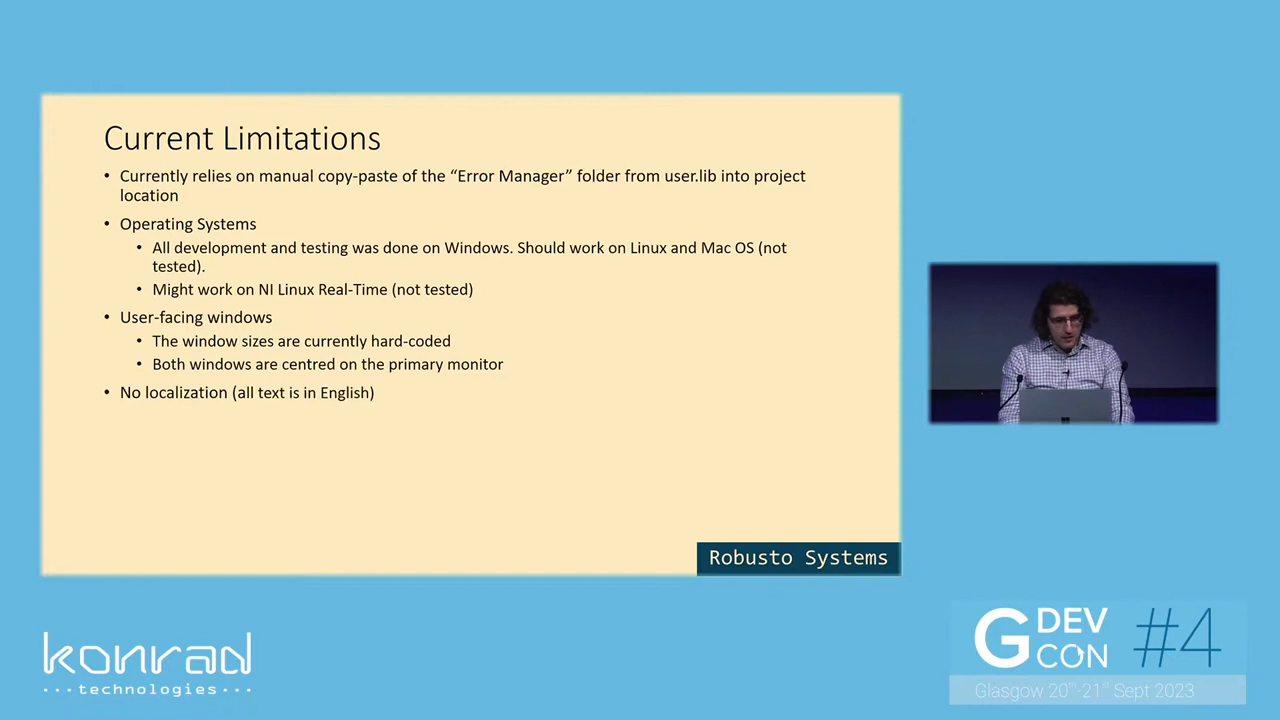 Current Limitations
• Currently relies on manual copy-paste of the “Error Manager” folder from user.lib into project
location
• Operating Systems
• All development and testing was done on Windows. Should work on Linux and Mac OS (not
tested).
• Might work on NI Linux Real-Time (not tested)
• User-facing windows
• The window sizes are currently hard-coded
• Both windows are centred on the primary monitor
• No localization (all text is in English)
Robusto Systems
konrad
···technologies···
G DEV
CON #4
Glasgow 20th-21st Sept 2023